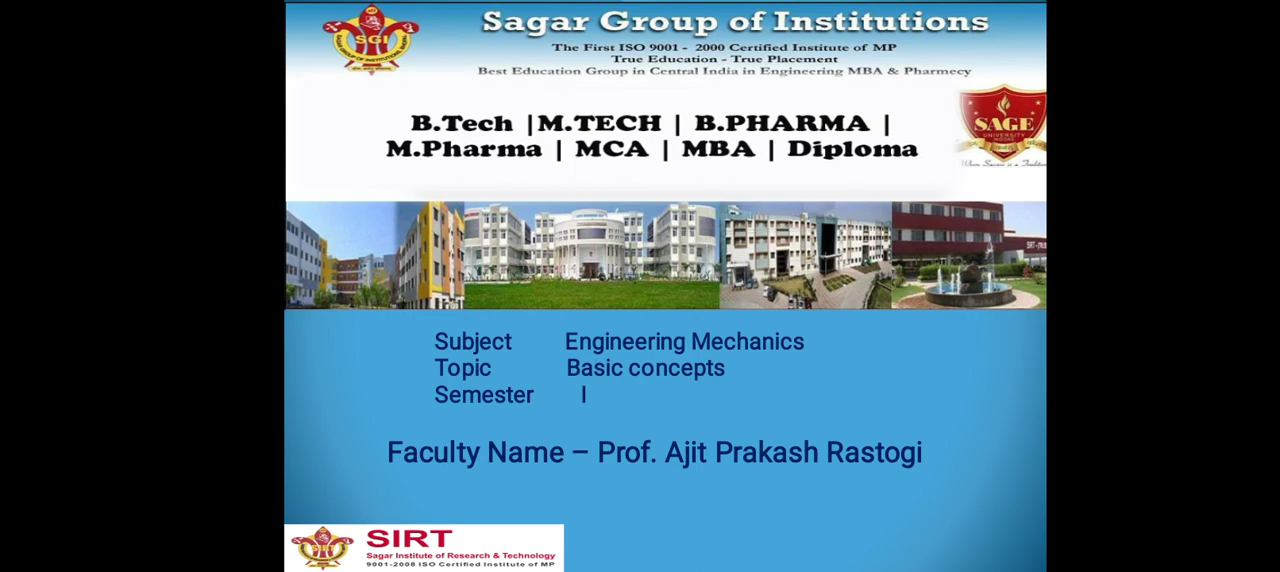 SGI
Sagar Group of Institutions
The First ISO 9001 - 2000 Certified Institute of MP
True Education - True Placement
Best Education Group in Central India in Engineering MBA & Pharmecy
B.Tech |M.TECH | B.PHARMA |
M.Pharma | MCA | MBA | Diploma
SAGE
UNIVERSITY
Subject Engineering Mechanics
Topic Basic concepts
Semester I
Faculty Name – Prof. Ajit Prakash Rastogi
SIRT
SIRT
Sagar Institute of Research & Technology
9001-2008 ISO Certified Institute of MP